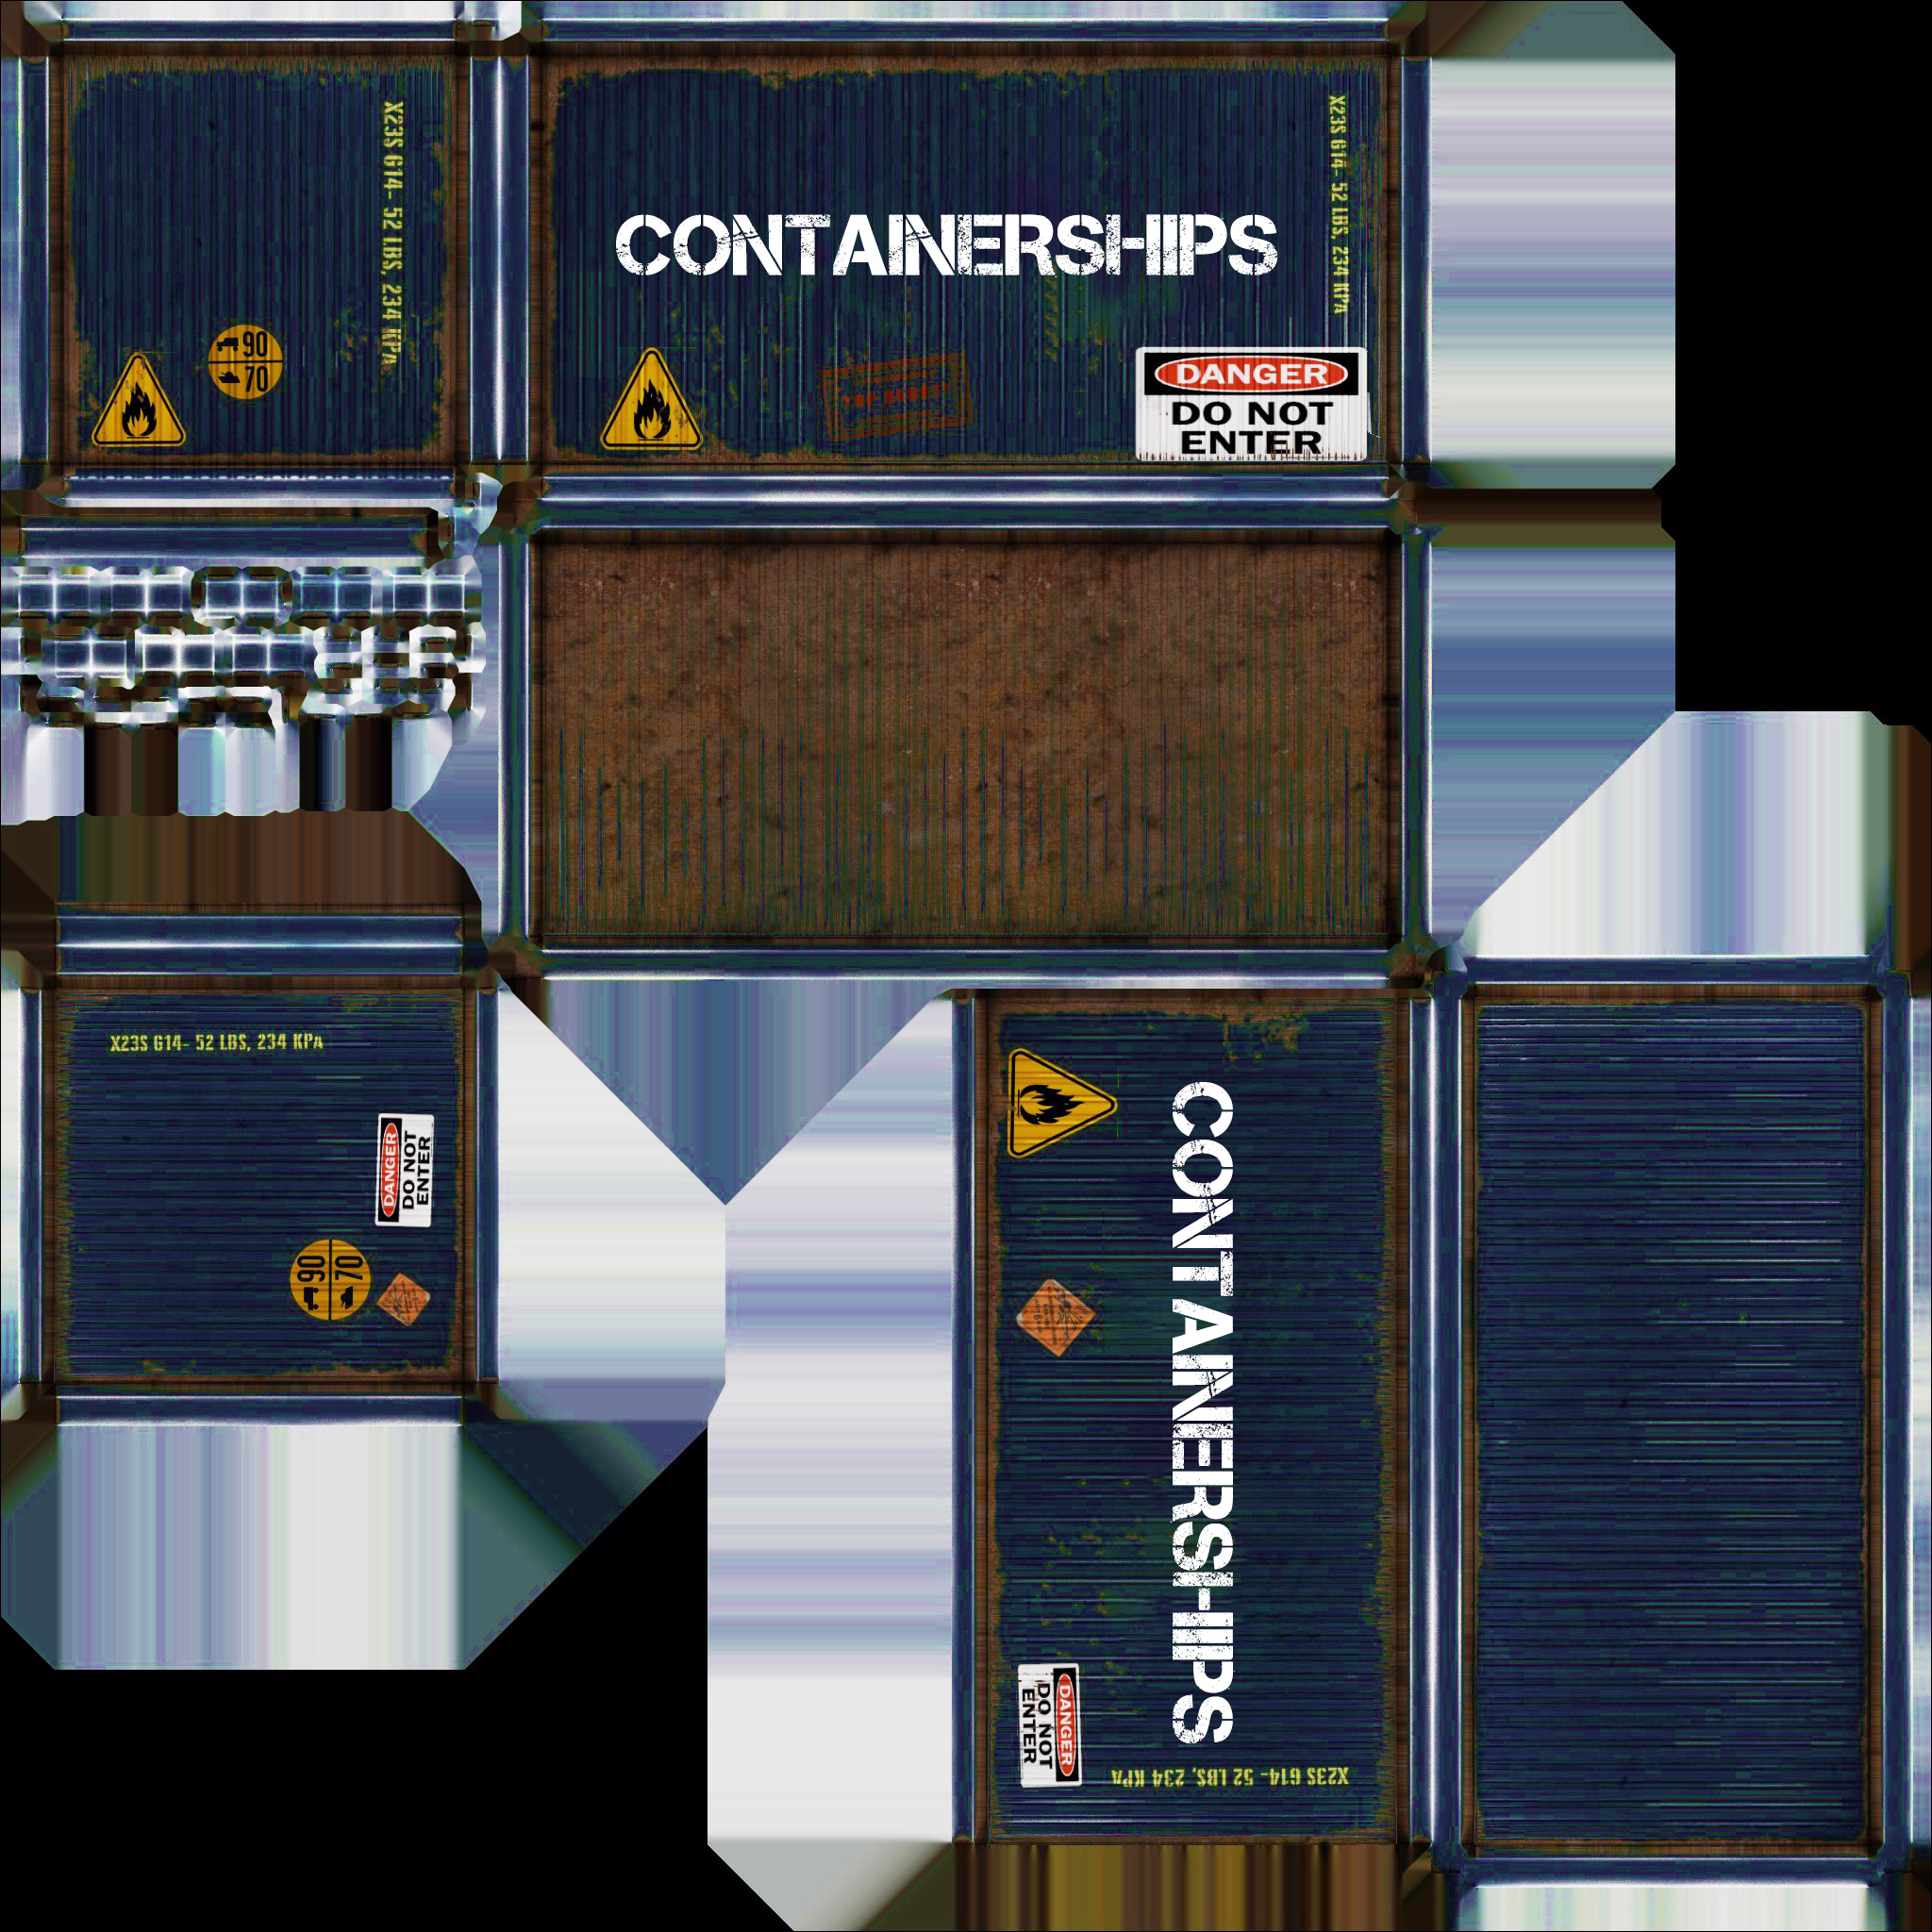 X23S G14- 52 LBS, 234 KPA
90
70
CONTAINERSHIPS
X23S G14- 52 LBS, 234 KPA
DANGER
DO NOT
ENTER
X23S G14- 52 LBS, 234 KPA
DANGER
DO NOT
ENTER
90
70
CONTAINERSHIPS
DANGER
DO NOT
ENTER
X23S G14- 52 LBS, 234 KPA